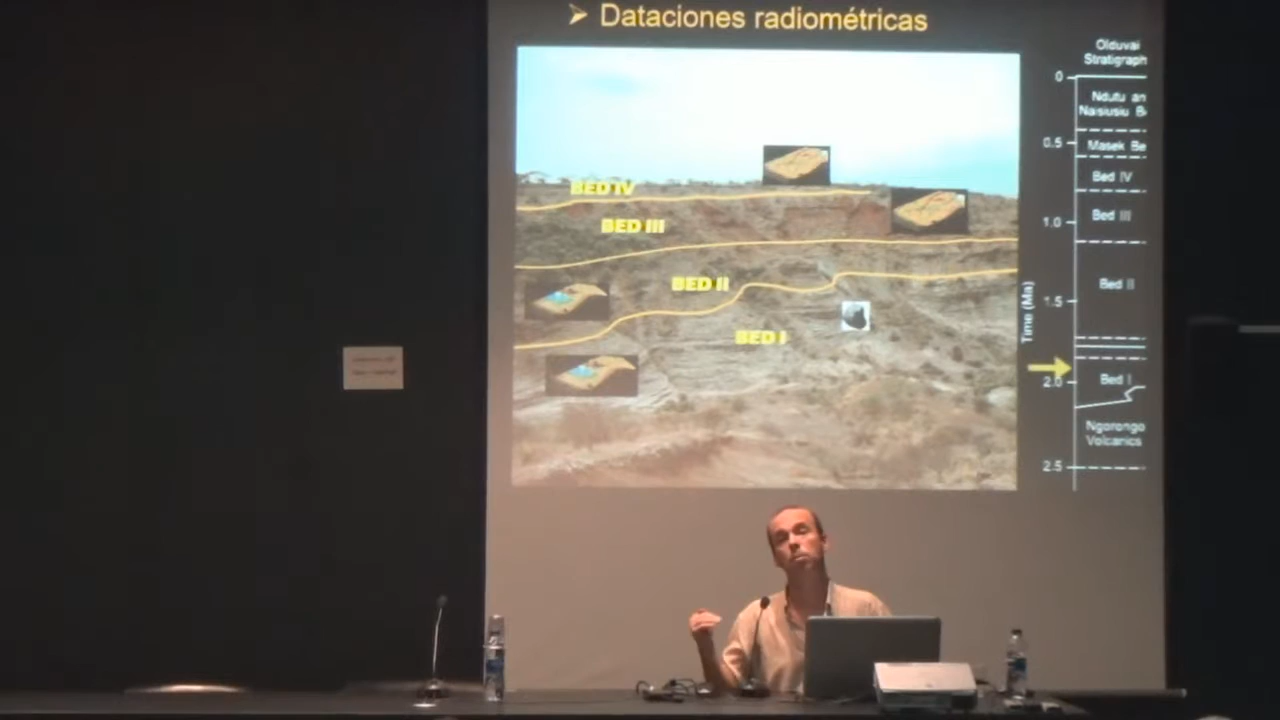 ➢ Dataciones radiométricas
BED IV
BED III
BED II
BED I
Olduvai
Stratigraph
0
Ndutu an
Naisiusiu B
0.5
Masek Be
Bed IV
1.0
Bed III
Bed II
1.5
Time (Ma)
2.0
Bed I
Ngorongo
Volcanics
2.5